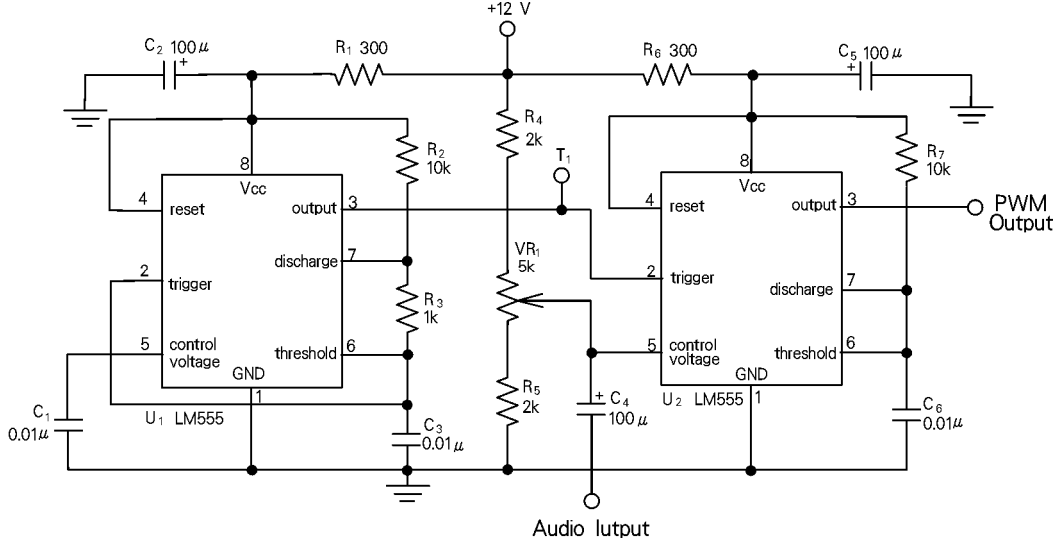 +12 V
C2 100μ
+
R1 300
R6 300
C5 100μ
+
R4
2k
R2
10k
T1
R7
10k
8
Vcc
4
reset
output
3
discharge
7
2
trigger
5
control
voltage
threshold
6
GND
1
U1 LM555
R3
1k
VR1
5k
8
Vcc
4
reset
output
3
PWM
Output
2
trigger
discharge
7
5
control
voltage
threshold
6
GND
1
U2 LM555
C1
0.01μ
C3
0.01μ
R5
2k
+
C4
100μ
C6
0.01μ
Audio Iutput